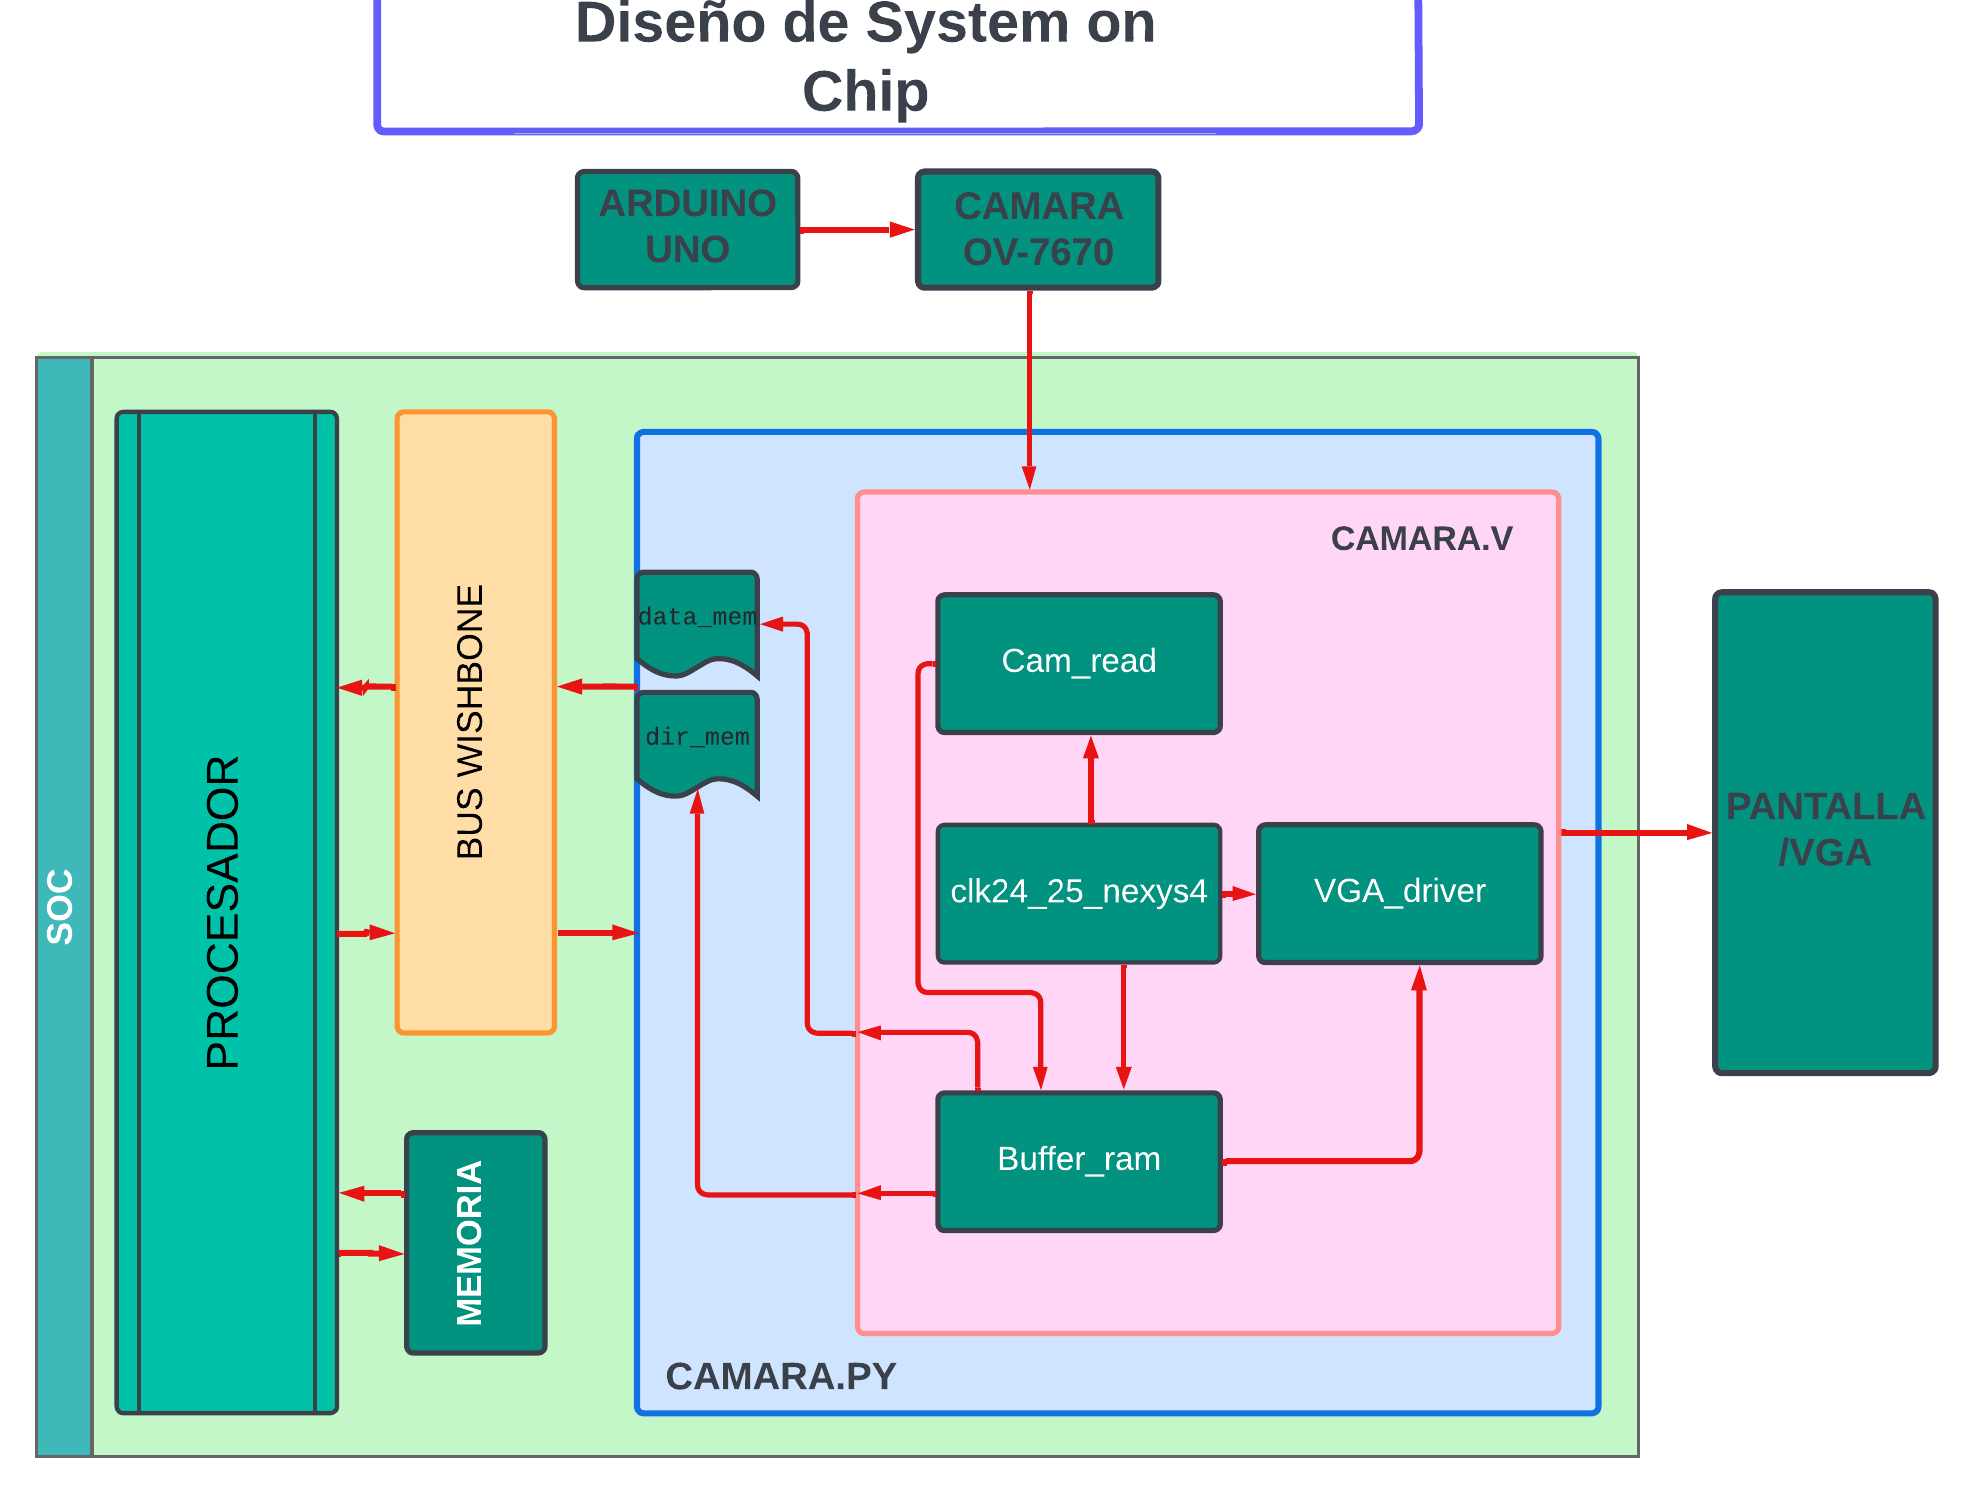 Diseño de System on
Chip
ARDUINO
UNO
CAMARA
OV-7670
SOC
PROCESADOR
BUS WISHBONE
MEMORIA
data_mem
dir_mem
CAMARA.V
Cam_read
clk24_25_nexys4
VGA_driver
Buffer_ram
CAMARA.PY
PANTALLA
/VGA